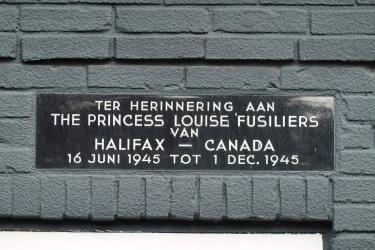 TER HERINNERING AAN
THE PRINCESS LOUISE FUSILIERS
VAN
HALIFAX — CANADA
16 JUNI 1945 TOT 1 DEC. 1945